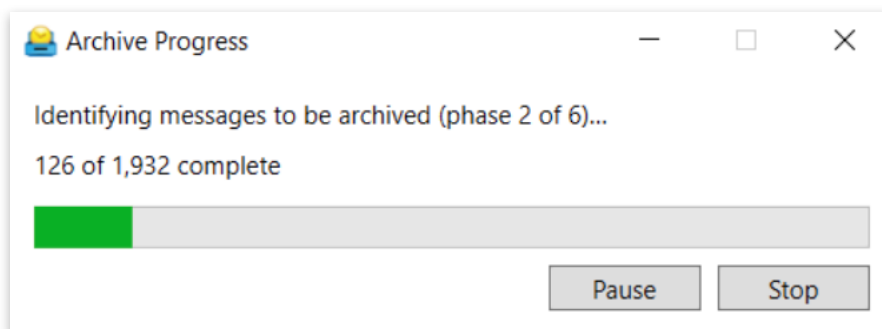 Archive Progress
Identifying messages to be archived (phase 2 of 6)...
126 of 1,932 complete
Pause Stop